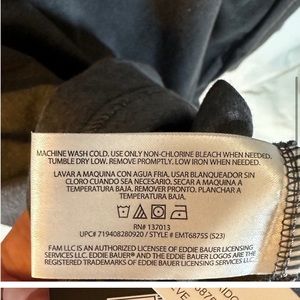 MACHINE WASH COLD. USE ONLY NON-CHLORINE BLEACH WHEN NEEDED.
TUMBLE DRY LOW. REMOVE PROMPTLY. LOW IRON WHEN NEEDED.
LAVAR A MAQUINA CON AGUA FRIA. USAR BLANQUEADOR SIN
CLORO CUANDO SEA NECESARIO. SECAR A MAQUINA A
TEMPERATURA BAJA. REMOVER PRONTO. PLANCHAR A
TEMPERATURA BAJA.
RN# 137013
UPC# 719408280920 / STYLE # EMT6875S (S23)
FAM LLC IS AN AUTHORIZED LICENSEE OF EDDIE BAUER LICENSING
SERVICES LLC. EDDIE BAUER® AND THE EDDIE BAUER LOGOS ARE THE
REGISTERED TRADEMARKS OF EDDIE BAUER LICENSING SERVICES LLC.